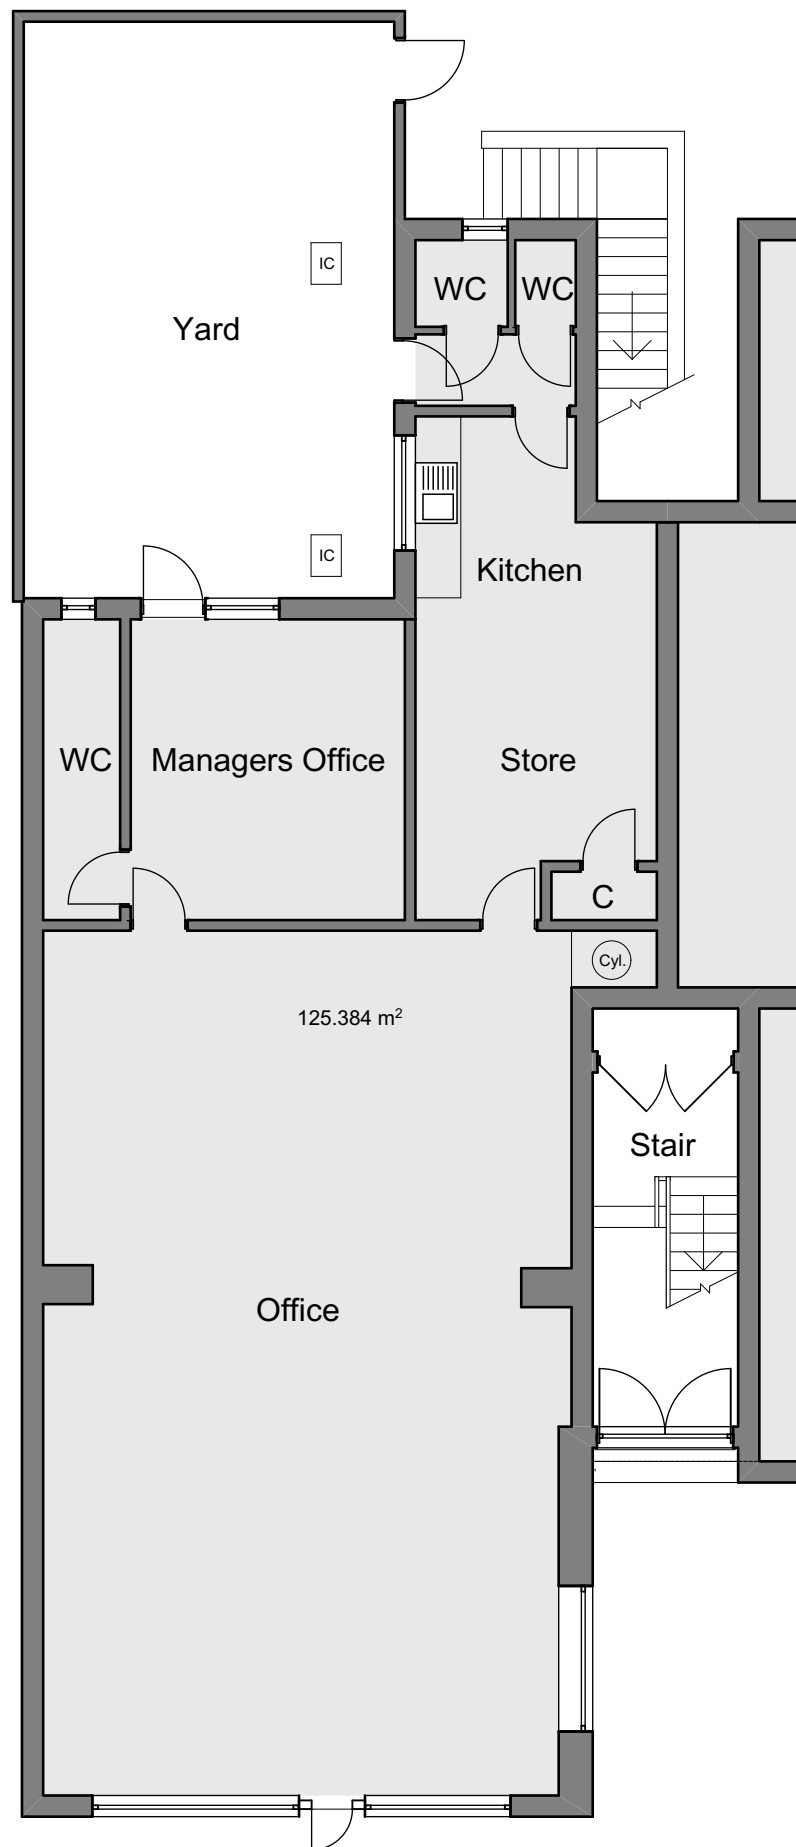 IC
WC
WC
Yard
IC
Kitchen
WC
Managers Office
Store
C
Cyl.
125.384 m²
Stair
Office